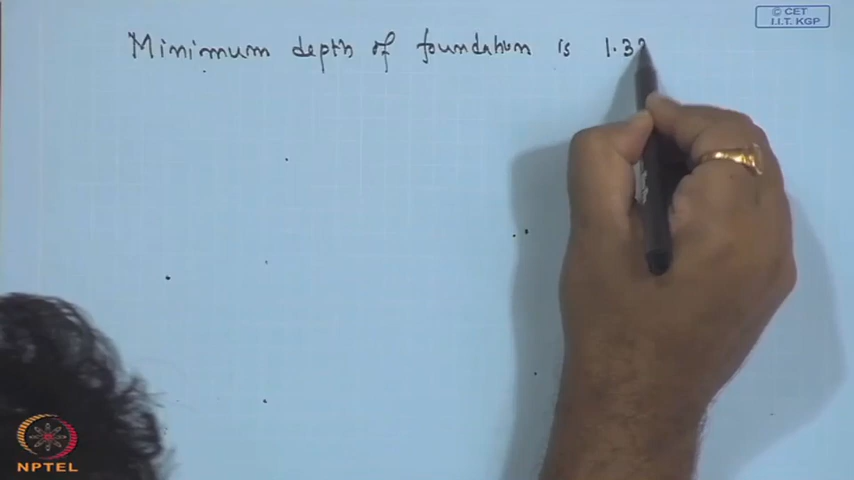 © CET
I.I.T. KGP
Minimum depth of foundation is 1.3
NPTEL